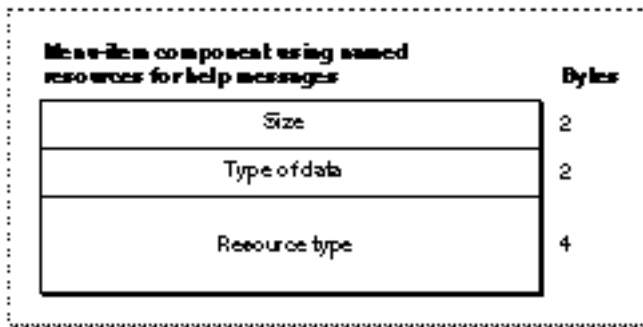 Menu-item component using named
resources for help messages Bytes
Size 2
Type of data 2
Resource type 4